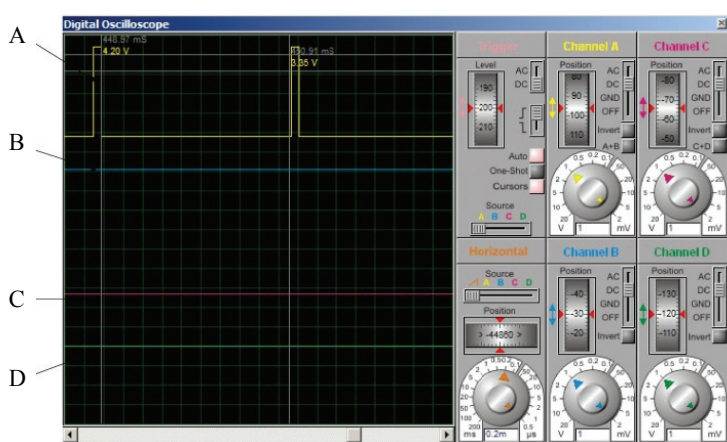 Digital Oscilloscope
A
B
C
D
448.97 mS
4.20 V
450.91 mS
3.35 V
Trigger
Level
AC
DC
190
200
210
Auto
One-Shot
Cursors
Source
A B C D
Channel A
Position
AC
DC
GND
OFF
80
90
100
110
Invert
A+B
V 1 mV
Channel C
Position
AC
DC
GND
OFF
-80
-70
-60
-50
Invert
C+D
V 1 mV
Horizontal
Source
A B C D
Position
> -44860 >
ms 0.2m µs
Channel B
Position
AC
DC
GND
OFF
-40
-30
-20
Invert
V 1 mV
Channel D
Position
AC
DC
GND
OFF
-130
-120
-110
Invert
V 1 mV